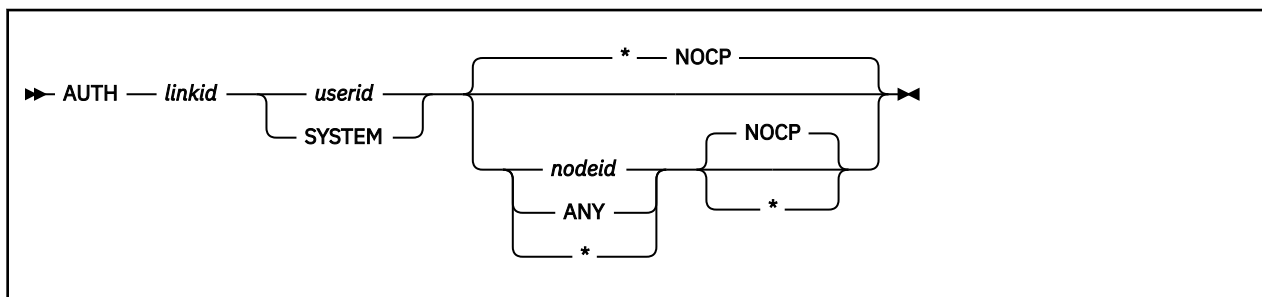 * NOCP
AUTH linkid userid
SYSTEM
NOCP
nodeid
ANY
*
*